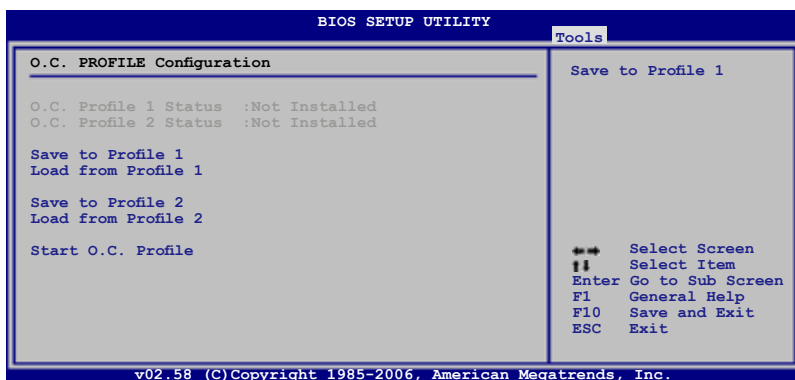 BIOS SETUP UTILITY
Tools
O.C. PROFILE Configuration
O.C. Profile 1 Status :Not Installed
O.C. Profile 2 Status :Not Installed
Save to Profile 1
Load from Profile 1
Save to Profile 2
Load from Profile 2
Start O.C. Profile
Save to Profile 1
Select Screen
Select Item
Enter Go to Sub Screen
F1 General Help
F10 Save and Exit
ESC Exit
v02.58 (C)Copyright 1985-2006, American Megatrends, Inc.